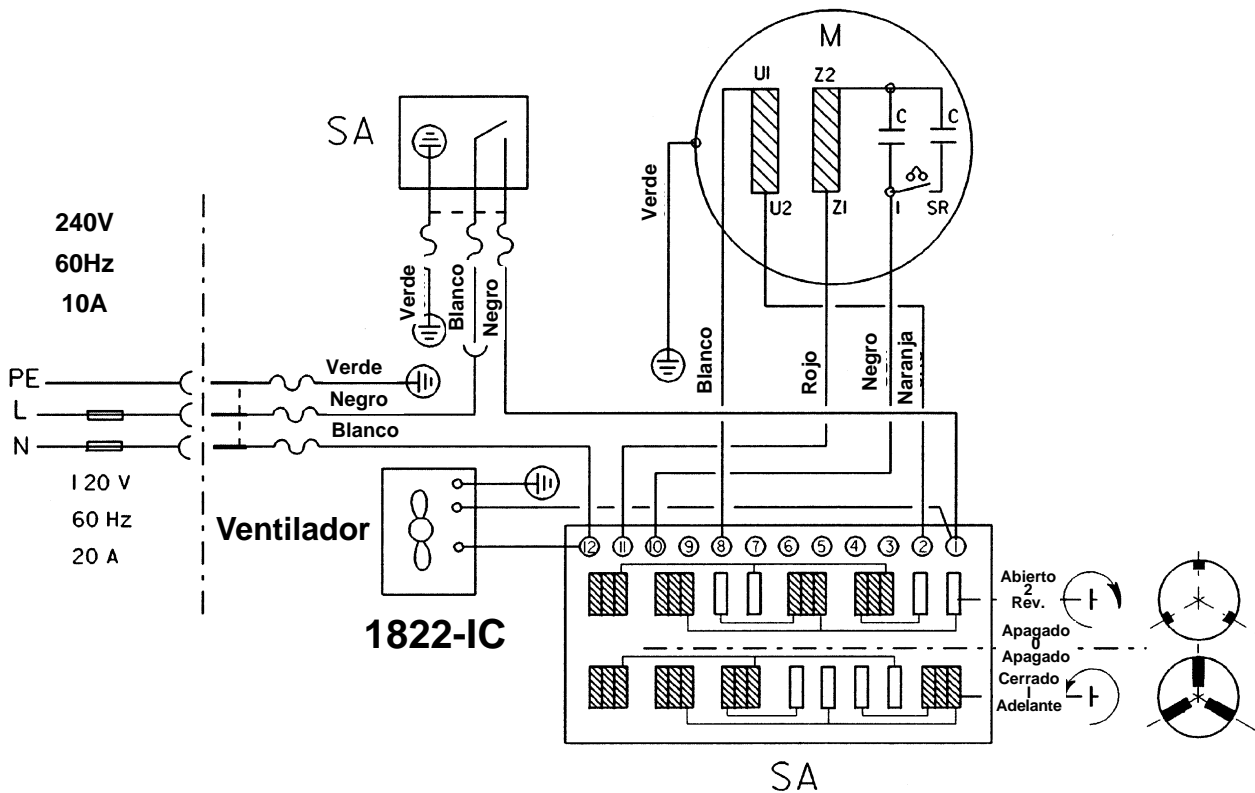 M
U1
Z2
C
C
U2
Z1
1
SR
Verde
SA
240V
60Hz
10A
Verde
Blanco
Negro
Blanco
Rojo
Negro
Naranja
PE
Verde
L
Negro
N
Blanco
120 V
60 Hz
20 A
Ventilador
1822-IC
12
11
10
9
8
7
6
5
4
3
2
1
Abierto
2
Rev.
Apagado
0
Apagado
Cerrado
1
Adelante
SA